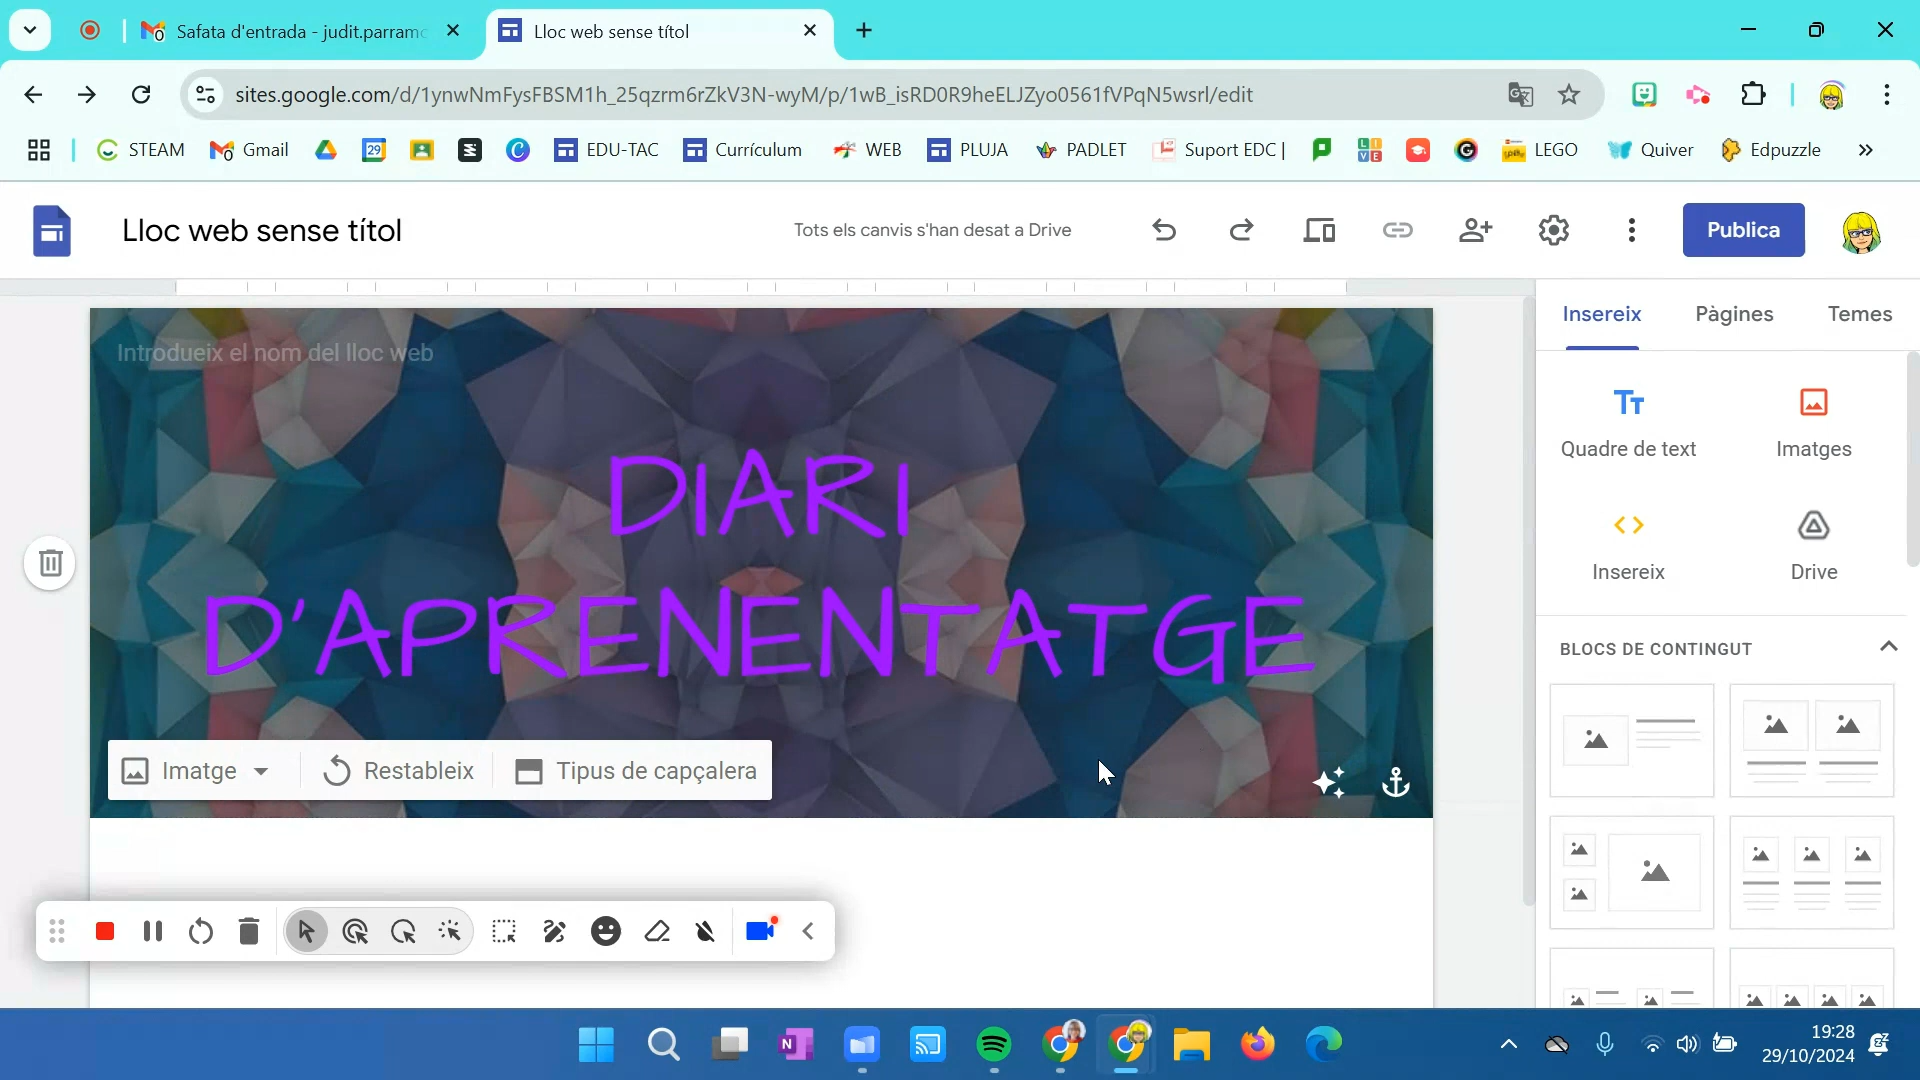 Safata d'entrada - judit.parramo
Lloc web sense títol
sites.google.com/d/1ynwNmFysFBSM1h_25qzrm6rZkV3N-wyM/p/1wB_isRD0R9heELJZyo0561fVPqN5wsrl/edit
STEAM
Gmail
EDU-TAC
Currículum
WEB
PLUJA
PADLET
Suport EDC |
LEGO
Quiver
Edpuzzle
Lloc web sense títol
Tots els canvis s'han desat a Drive
Publica
Insereix
Pàgines
Temes
Introdueix el nom del lloc web
DIARI
D'APRENENTATGE
Imatge
Restableix
Tipus de capçalera
Quadre de text
Imatges
Insereix
Drive
BLOCS DE CONTINGUT
19:28
29/10/2024